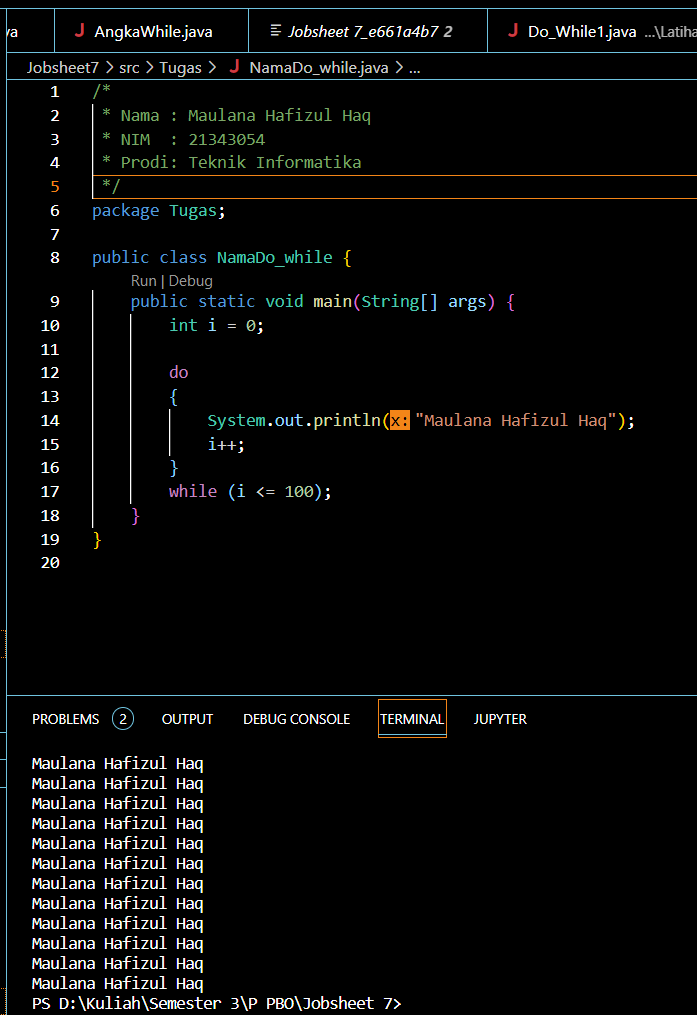 va J AngkaWhile.java Jobsheet 7_e661a4b7 2 J Do_While1.java ...\Latiha
Jobsheet7 > src > Tugas > J NamaDo_while.java > ...
1 /*
2 * Nama : Maulana Hafizul Haq
3 * NIM  : 21343054
4 * Prodi: Teknik Informatika
5 */
6 package Tugas;
7
8 public class NamaDo_while {
Run | Debug
9 public static void main(String[] args) {
10 int i = 0;
11
12 do
13 {
14 System.out.println(x: "Maulana Hafizul Haq");
15 i++;
16 }
17 while (i <= 100);
18 }
19 }
20
PROBLEMS 2 OUTPUT DEBUG CONSOLE TERMINAL JUPYTER
Maulana Hafizul Haq
Maulana Hafizul Haq
Maulana Hafizul Haq
Maulana Hafizul Haq
Maulana Hafizul Haq
Maulana Hafizul Haq
Maulana Hafizul Haq
Maulana Hafizul Haq
Maulana Hafizul Haq
Maulana Hafizul Haq
Maulana Hafizul Haq
Maulana Hafizul Haq
PS D:\Kuliah\Semester 3\P PBO\Jobsheet 7>